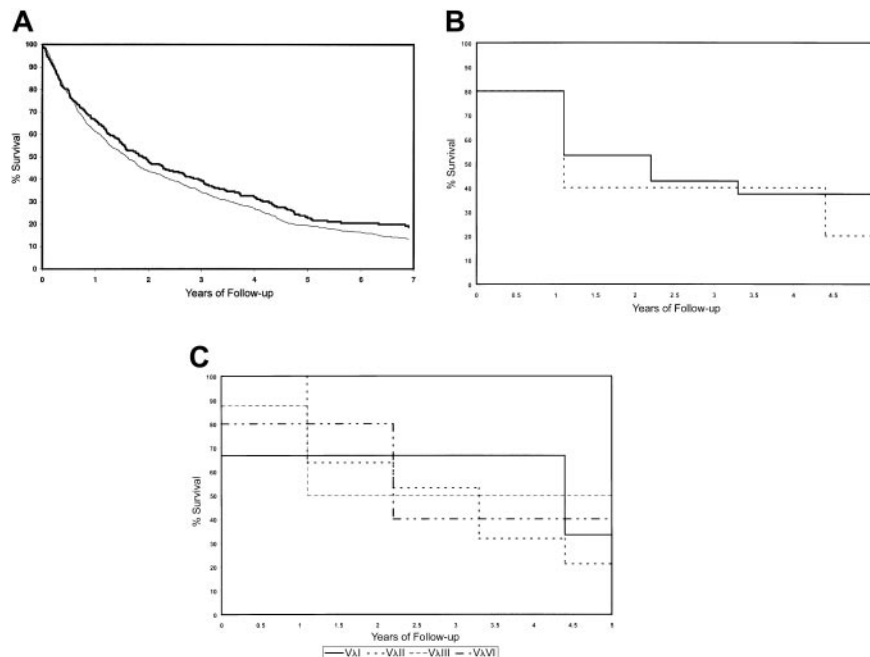 A
100
90
80
70
60
50
40
30
20
10
0
% Survival
0 1 2 3 4 5 6 7
Years of Follow-up
B
100
90
80
70
60
50
40
30
20
10
0
% Survival
0 0.5 1 1.5 2 2.5 3 3.5 4 4.5
Years of Follow-up
C
100
90
80
70
60
50
40
30
20
10
0
% Survival
0 0.5 1 1.5 2 2.5 3 3.5 4 4.5 5
Years of Follow-up
VλI VλII VλIII VλVI